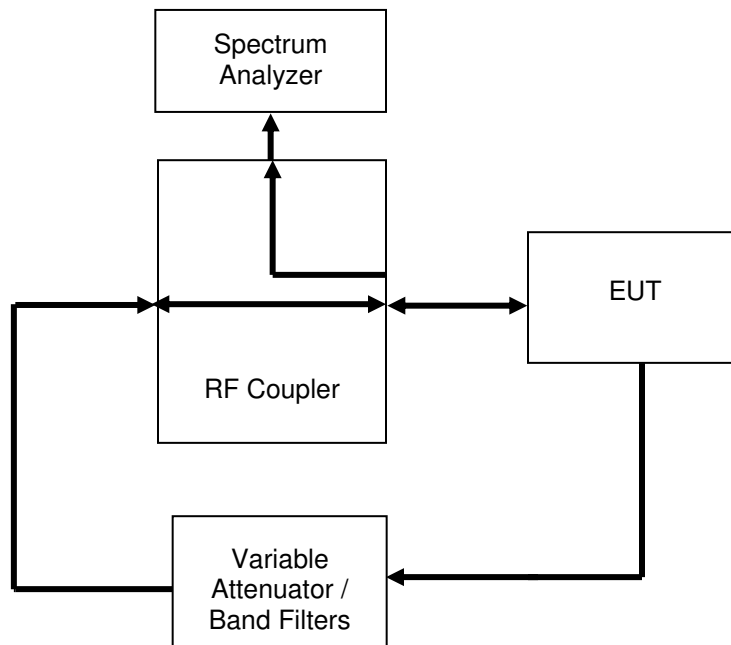 Spectrum
Analyzer
EUT
RF Coupler
Variable
Attenuator /
Band Filters